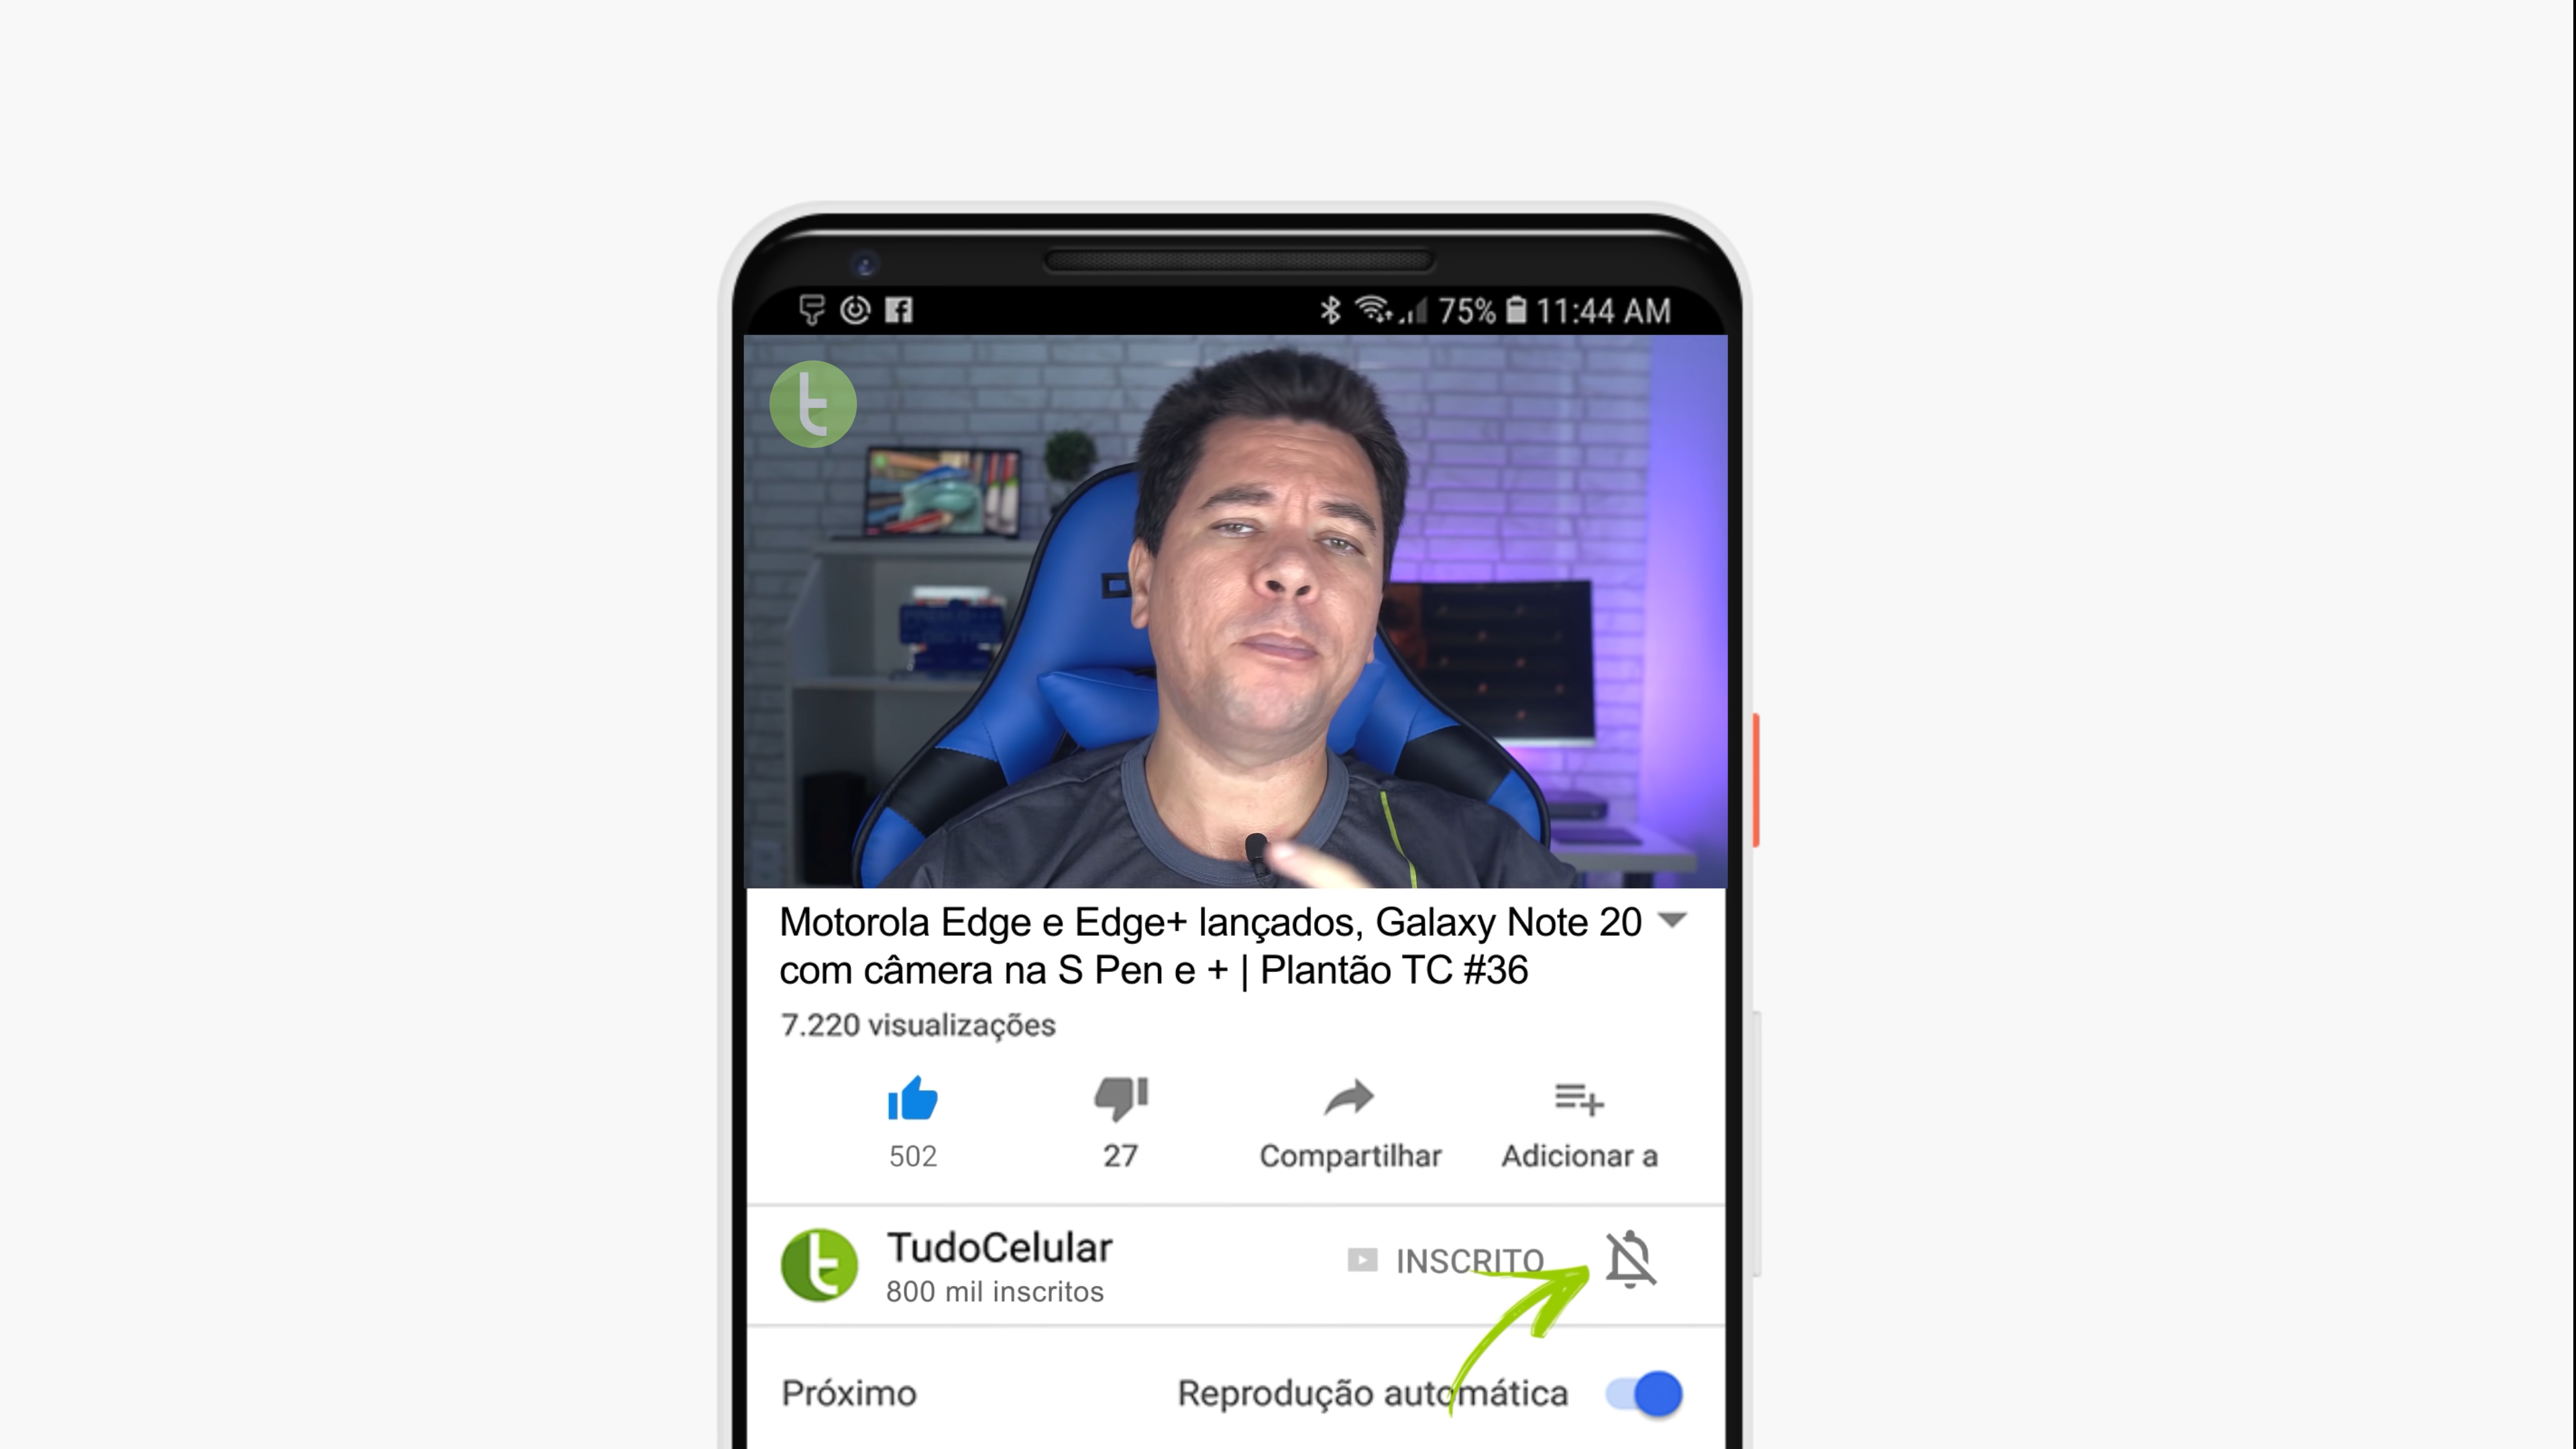 75% 11:44 AM
Motorola Edge e Edge+ lançados, Galaxy Note 20
com câmera na S Pen e + | Plantão TC #36
7.220 visualizações
502 27 Compartilhar Adicionar a
TudoCelular INSCRITO
800 mil inscritos
Próximo Reprodução automática